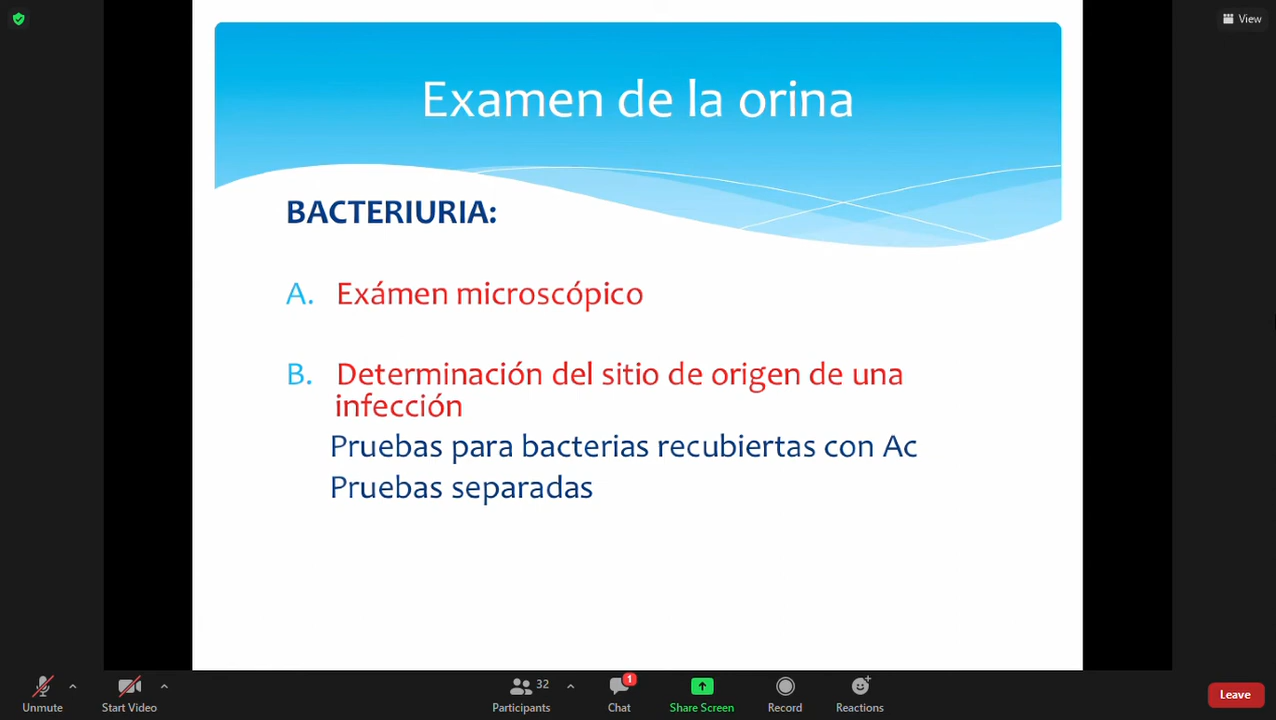 View
Examen de la orina
BACTERIURIA:
A. Exámen microscópico
B. Determinación del sitio de origen de una
infección
Pruebas para bacterias recubiertas con Ac
Pruebas separadas
Unmute
Start Video
32
Participants
1
Chat
Share Screen
Record
Reactions
Leave